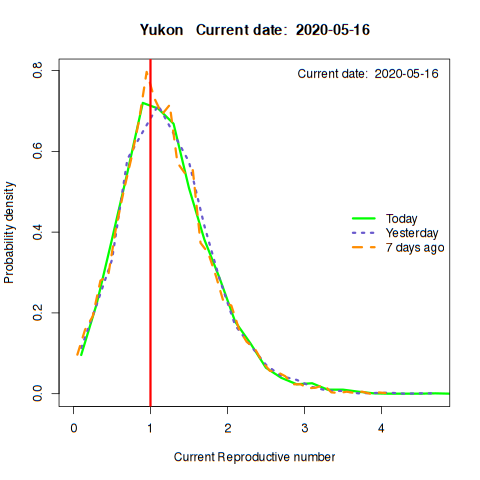 Yukon   Current date:  2020-05-16
Current date:  2020-05-16
Probability density
0.8
0.6
0.4
0.2
0.0
Today
Yesterday
7 days ago
0 1 2 3 4
Current Reproductive number